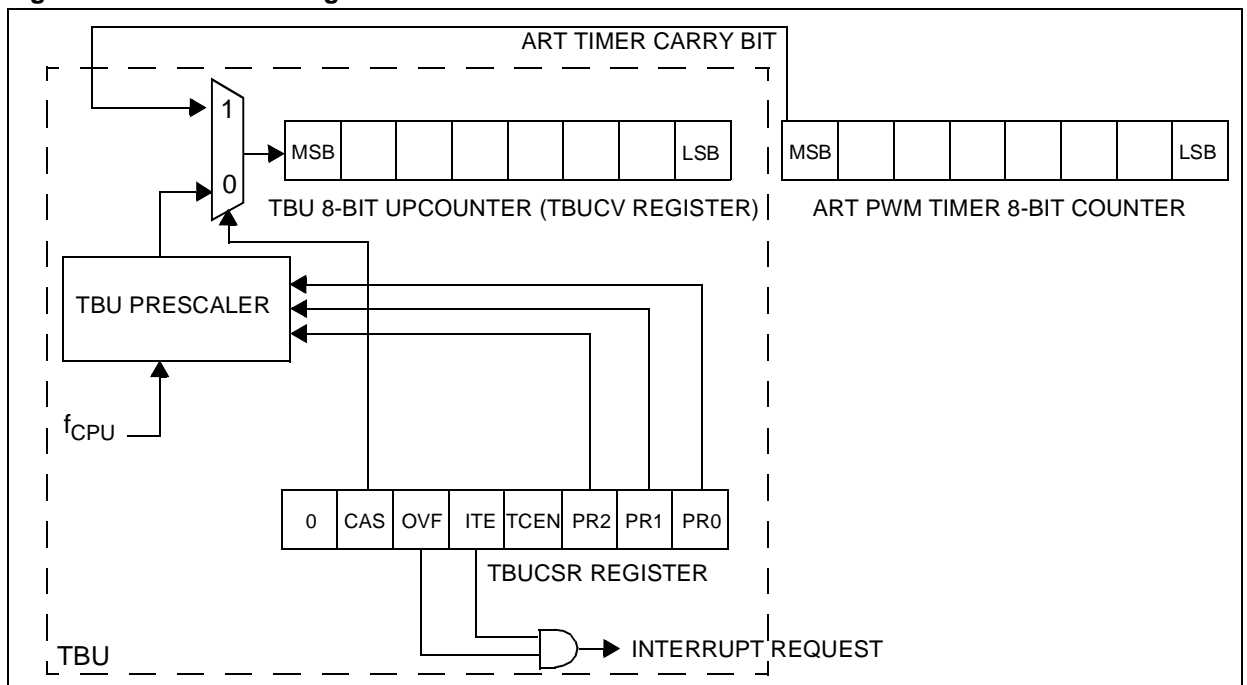 ART TIMER CARRY BIT
1
0
MSB
LSB
MSB
LSB
TBU 8-BIT UPCOUNTER (TBUCV REGISTER)
ART PWM TIMER 8-BIT COUNTER
TBU PRESCALER
fCPU
0 CAS OVF ITE TCEN PR2 PR1 PR0
TBUCSR REGISTER
INTERRUPT REQUEST
TBU